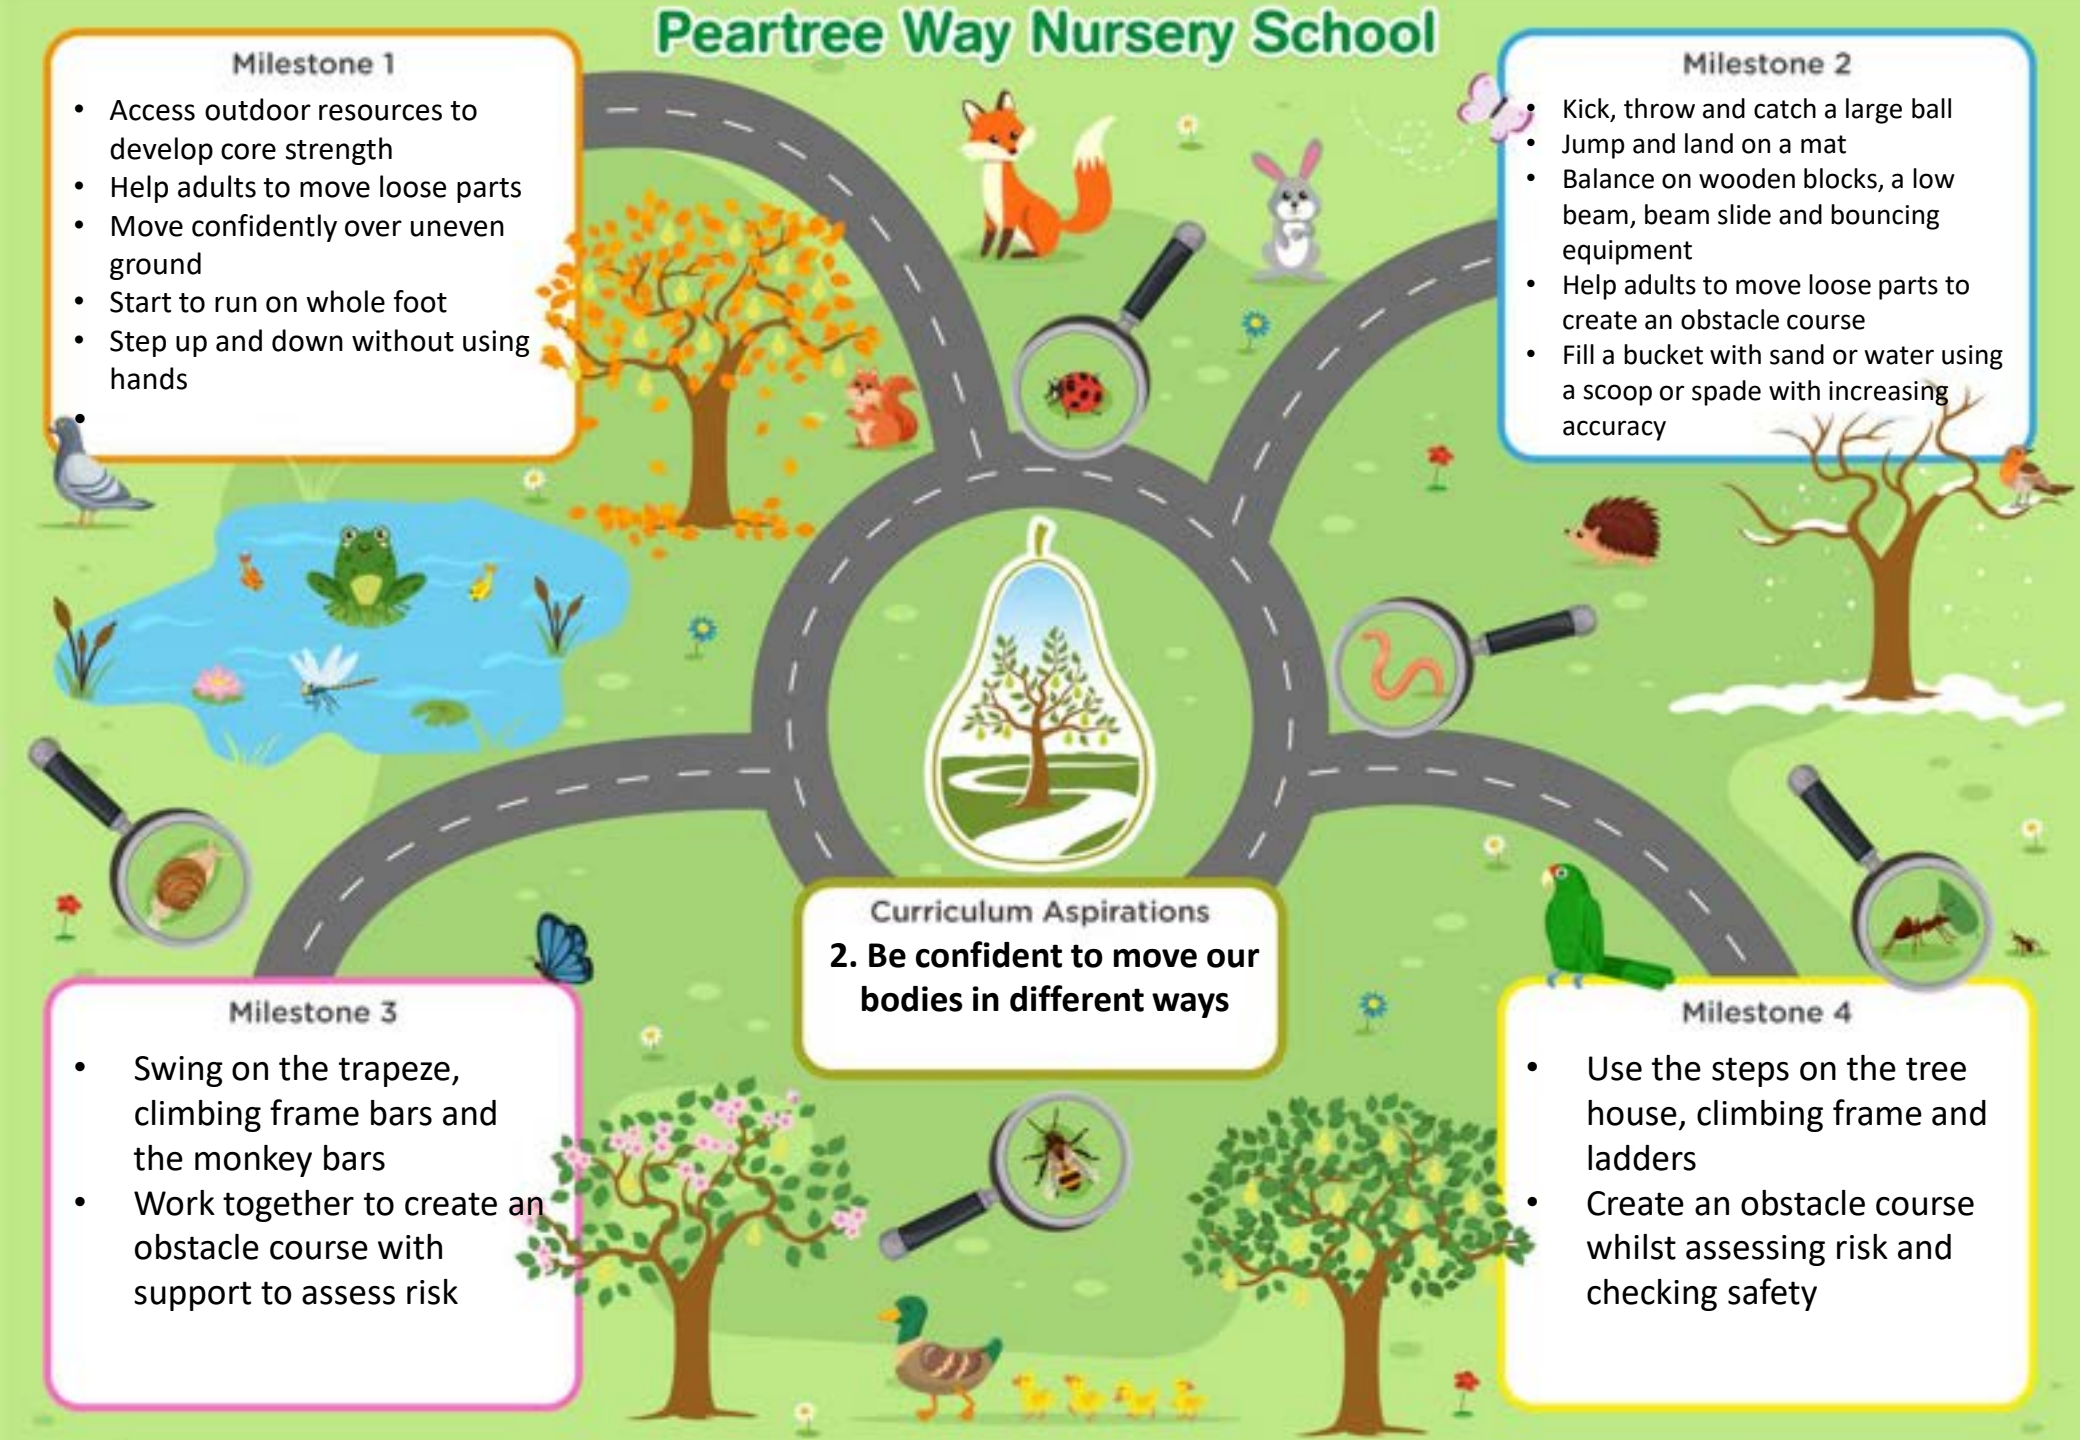 Peartree Way Nursery School
Milestone 1
• Access outdoor resources to
develop core strength
• Help adults to move loose parts
• Move confidently over uneven
ground
• Start to run on whole foot
• Step up and down without using
hands
•
Milestone 2
• Kick, throw and catch a large ball
• Jump and land on a mat
• Balance on wooden blocks, a low
beam, beam slide and bouncing
equipment
• Help adults to move loose parts to
create an obstacle course
• Fill a bucket with sand or water using
a scoop or spade with increasing
accuracy
Curriculum Aspirations
2. Be confident to move our
bodies in different ways
Milestone 3
• Swing on the trapeze,
climbing frame bars and
the monkey bars
• Work together to create an
obstacle course with
support to assess risk
Milestone 4
• Use the steps on the tree
house, climbing frame and
ladders
• Create an obstacle course
whilst assessing risk and
checking safety